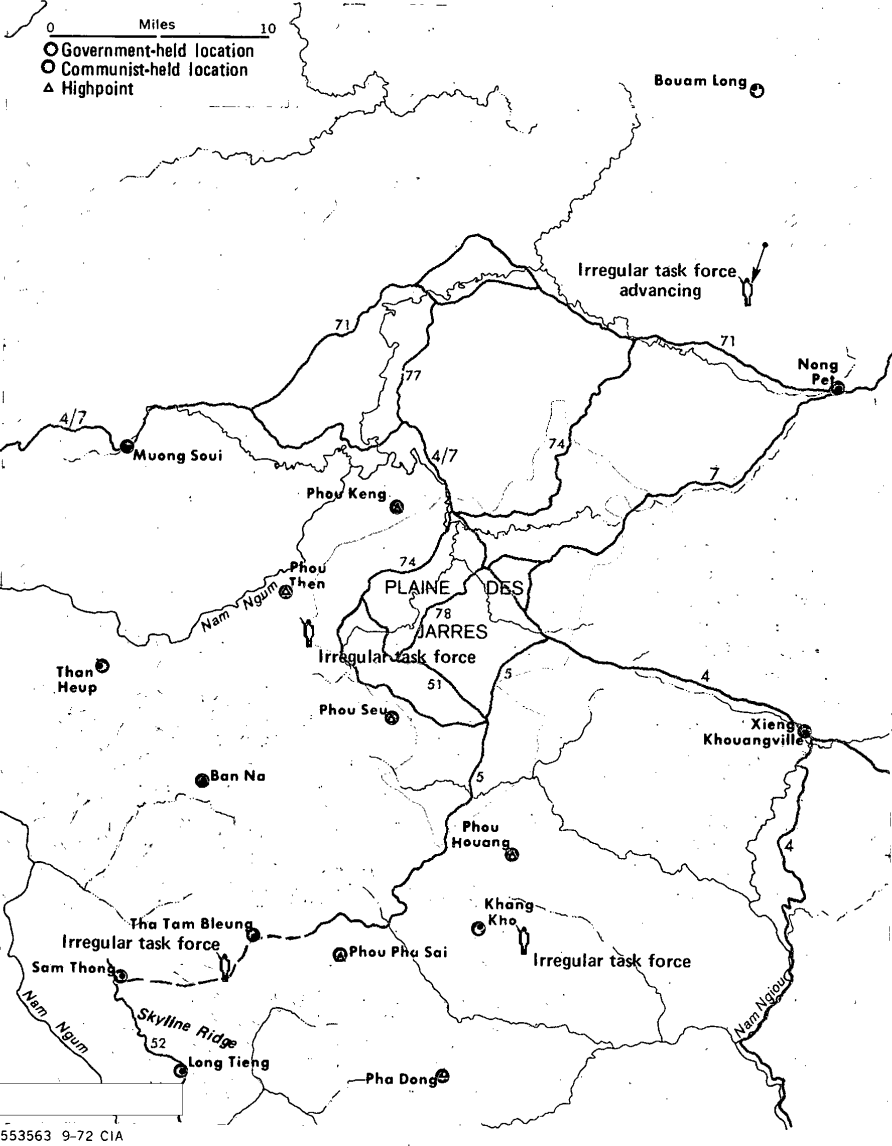 0 Miles 10
Government-held location
Communist-held location
Highpoint
Bouam Long
Irregular task force
advancing
71
71
Nong
Pet
77
4/7
Muong Soui
4/7
74
7
Phou Keng
74
Phou
Then
PLAINE DES
78
JARRES
Nam Ngum
Irregular task force
Than
Heup
51
5
4
Phou Seu
Xieng
Khouangville
Ban Na
5
Phou
Houang
4
Khang
Kho
Tha Tam Bleung
Irregular task force
Phou Pha Sai
Irregular task force
Sam Thong
Nam Ngum
Skyline Ridge
52
Nam Ngiou
Long Tieng
Pha Dong
553563 9-72 CIA